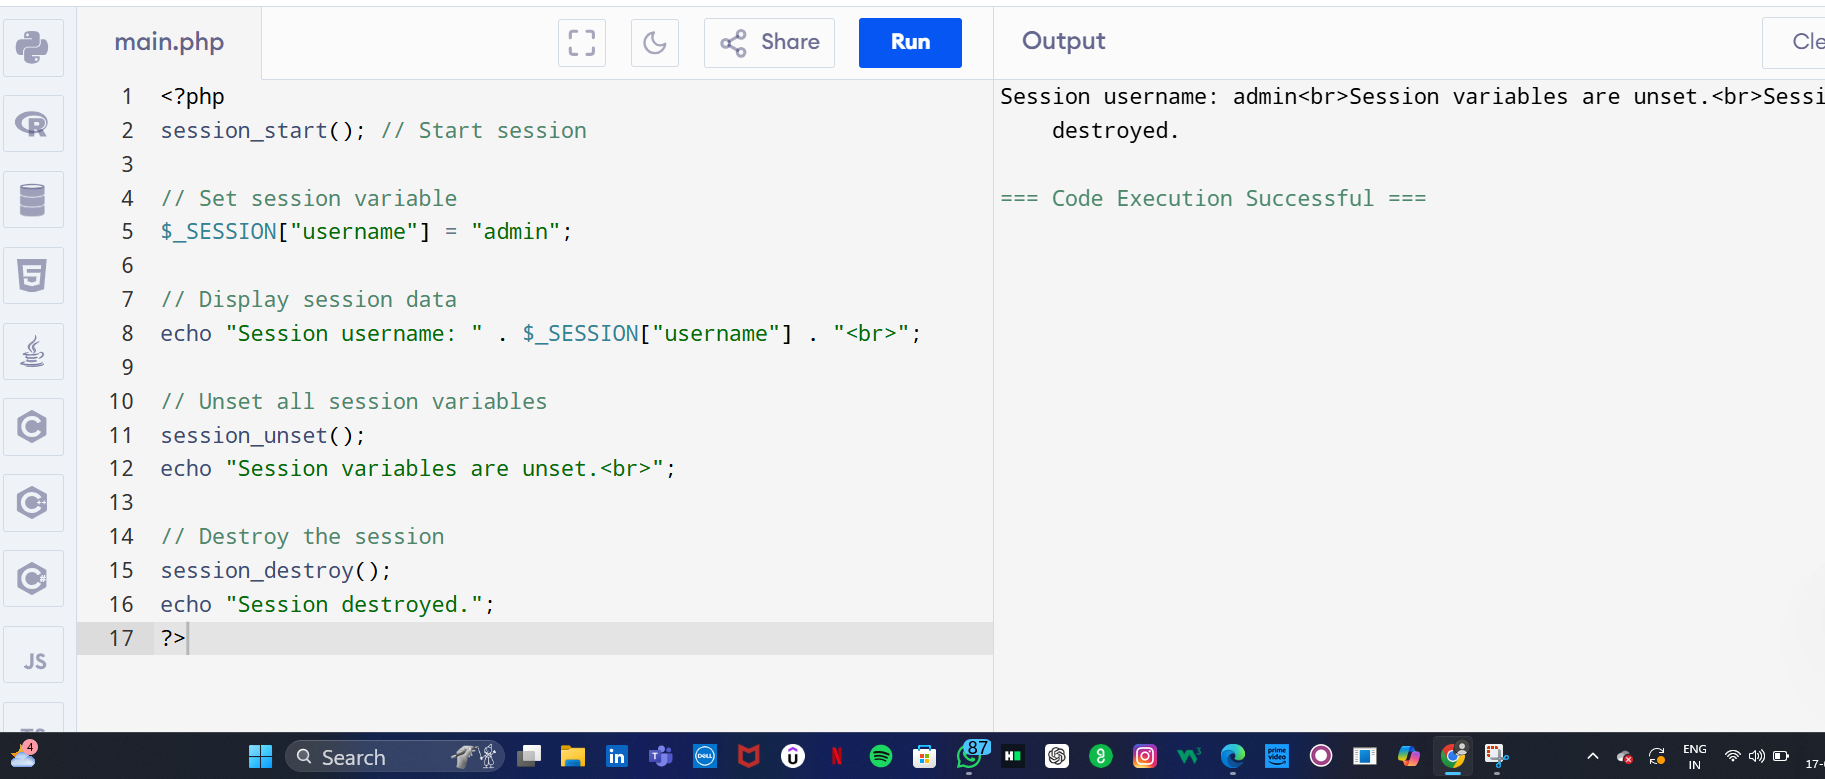 main.php
Share
Run
Output
Cle
1 <?php
2 session_start(); // Start session
3
4 // Set session variable
5 $_SESSION["username"] = "admin";
6
7 // Display session data
8 echo "Session username: " . $_SESSION["username"] . "<br>";
9
10 // Unset all session variables
11 session_unset();
12 echo "Session variables are unset.<br>";
13
14 // Destroy the session
15 session_destroy();
16 echo "Session destroyed.";
17 ?>
Session username: admin<br>Session variables are unset.<br>Sessi
destroyed.
=== Code Execution Successful ===
JS
4
Search
in
DELL
87
prime video
ENG
IN
17-